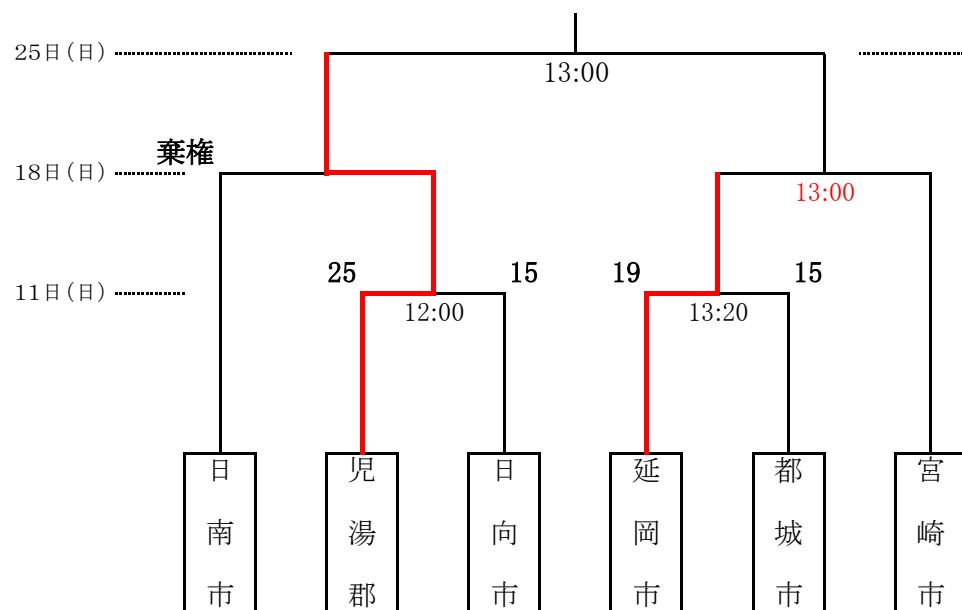 25日(日)
13:00
棄権
18日(日)
13:00
25
15
19
15
11日(日)
12:00
13:20
日南市
児湯郡
日向市
延岡市
都城市
宮崎市